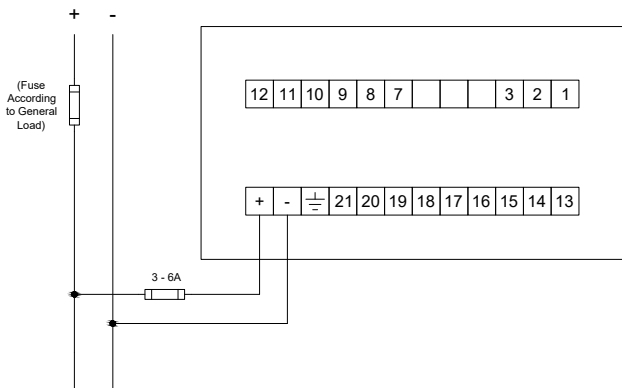 + -
(Fuse
According
to General
Load)
12 11 10 9 8 7 3 2 1
+ - 21 20 19 18 17 16 15 14 13
3 - 6A